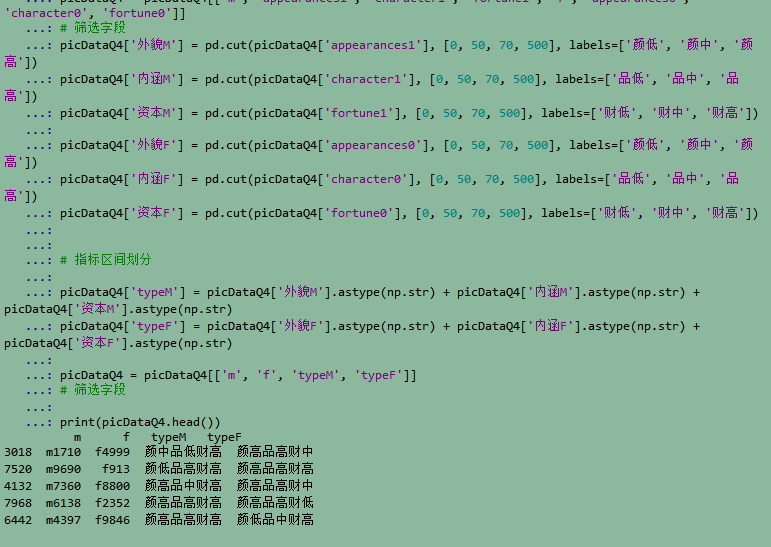 'character0', 'fortune0']]
...: # 筛选字段
...: picDataQ4['外貌M'] = pd.cut(picDataQ4['appearances1'], [0, 50, 70, 500], labels=['颜低', '颜中', '颜
高'])
...: picDataQ4['内涵M'] = pd.cut(picDataQ4['character1'], [0, 50, 70, 500], labels=['品低', '品中', '品
高'])
...: picDataQ4['资本M'] = pd.cut(picDataQ4['fortune1'], [0, 50, 70, 500], labels=['财低', '财中', '财高'])
...:
...: picDataQ4['外貌F'] = pd.cut(picDataQ4['appearances0'], [0, 50, 70, 500], labels=['颜低', '颜中', '颜
高'])
...: picDataQ4['内涵F'] = pd.cut(picDataQ4['character0'], [0, 50, 70, 500], labels=['品低', '品中', '品
高'])
...: picDataQ4['资本F'] = pd.cut(picDataQ4['fortune0'], [0, 50, 70, 500], labels=['财低', '财中', '财高'])
...:
...:
...: # 指标区间划分
...:
...: picDataQ4['typeM'] = picDataQ4['外貌M'].astype(np.str) + picDataQ4['内涵M'].astype(np.str) +
picDataQ4['资本M'].astype(np.str)
...: picDataQ4['typeF'] = picDataQ4['外貌F'].astype(np.str) + picDataQ4['内涵F'].astype(np.str) +
picDataQ4['资本F'].astype(np.str)
...:
...: picDataQ4 = picDataQ4[['m', 'f', 'typeM', 'typeF']]
...: # 筛选字段
...:
...: print(picDataQ4.head())
m f typeM typeF
3018 m1710 f4999 颜中品低财高 颜高品高财中
7520 m9690 f913 颜低品高财高 颜高品高财高
4132 m7360 f8800 颜高品中财高 颜高品高财中
7968 m6138 f2352 颜高品高财高 颜高品高财低
6442 m4397 f9846 颜高品高财高 颜低品中财高